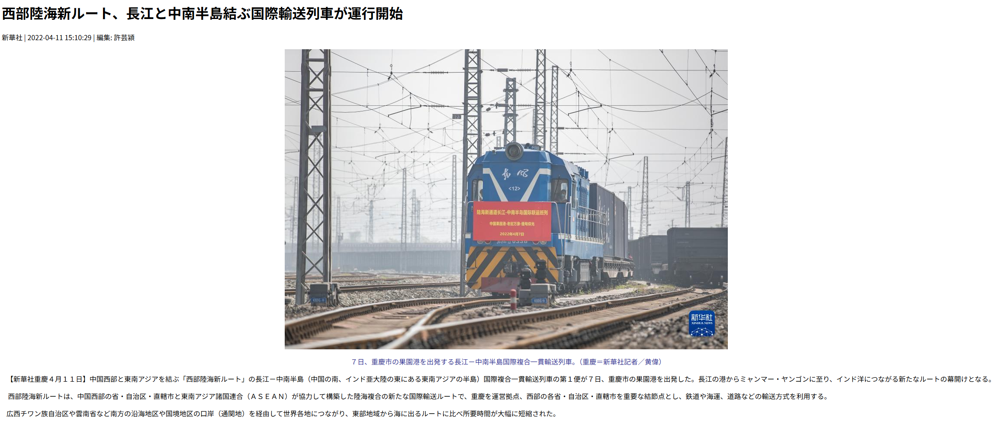 西部陸海新ルート、長江と中南半島結ぶ国際輸送列車が運行開始
新華社 | 2022-04-11 15:10:29 | 編集: 許芸潁
073
长风
<12>
陆海新通道长江-中南半岛国际联运班列
中国果园港-老挝万象-缅甸仰光
2022年4月7日
新华社
XINHUA NEWS
７日、重慶市の果園港を出発する長江－中南半島国際複合一貫輸送列車。（重慶＝新華社記者／黄偉）
【新華社重慶４月１１日】中国西部と東南アジアを結ぶ「西部陸海新ルート」の長江－中南半島（中国の南、インド亜大陸の東にある東南アジアの半島）国際複合一貫輸送列車の第１便が７日、重慶市の果園港を出発した。長江の港からミャンマー・ヤンゴンに至り、インド洋につながる新たなルートの幕開けとなる。
西部陸海新ルートは、中国西部の省・自治区・直轄市と東南アジア諸国連合（ＡＳＥＡＮ）が協力して構築した陸海複合の新たな国際輸送ルートで、重慶を運営拠点、西部の各省・自治区・直轄市を重要な結節点とし、鉄道や海運、道路などの輸送方式を利用する。
広西チワン族自治区や雲南省など南方の沿海地区や国境地区の口岸（通関地）を経由して世界各地につながり、東部地域から海に出るルートに比べ所要時間が大幅に短縮された。